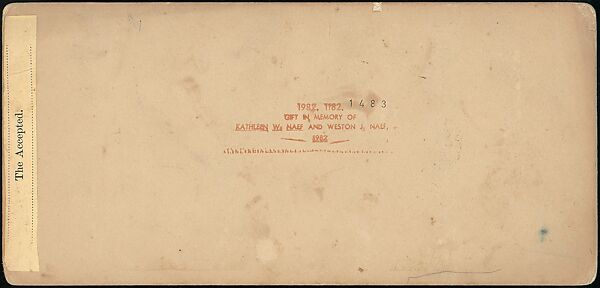 The Accepted.
1982. 1182. 1483
GIFT IN MEMORY OF
KATHLEEN W. NAEF AND WESTON J. NAEF,
1982